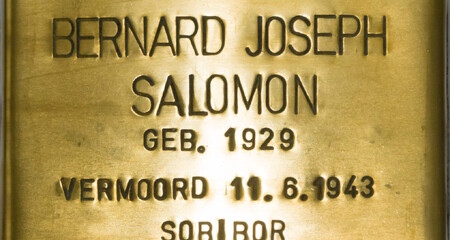 BERNARD JOSEPH
SALOMON
GEB. 1929
VERMOORD 11.6.1943
SOBIBOR